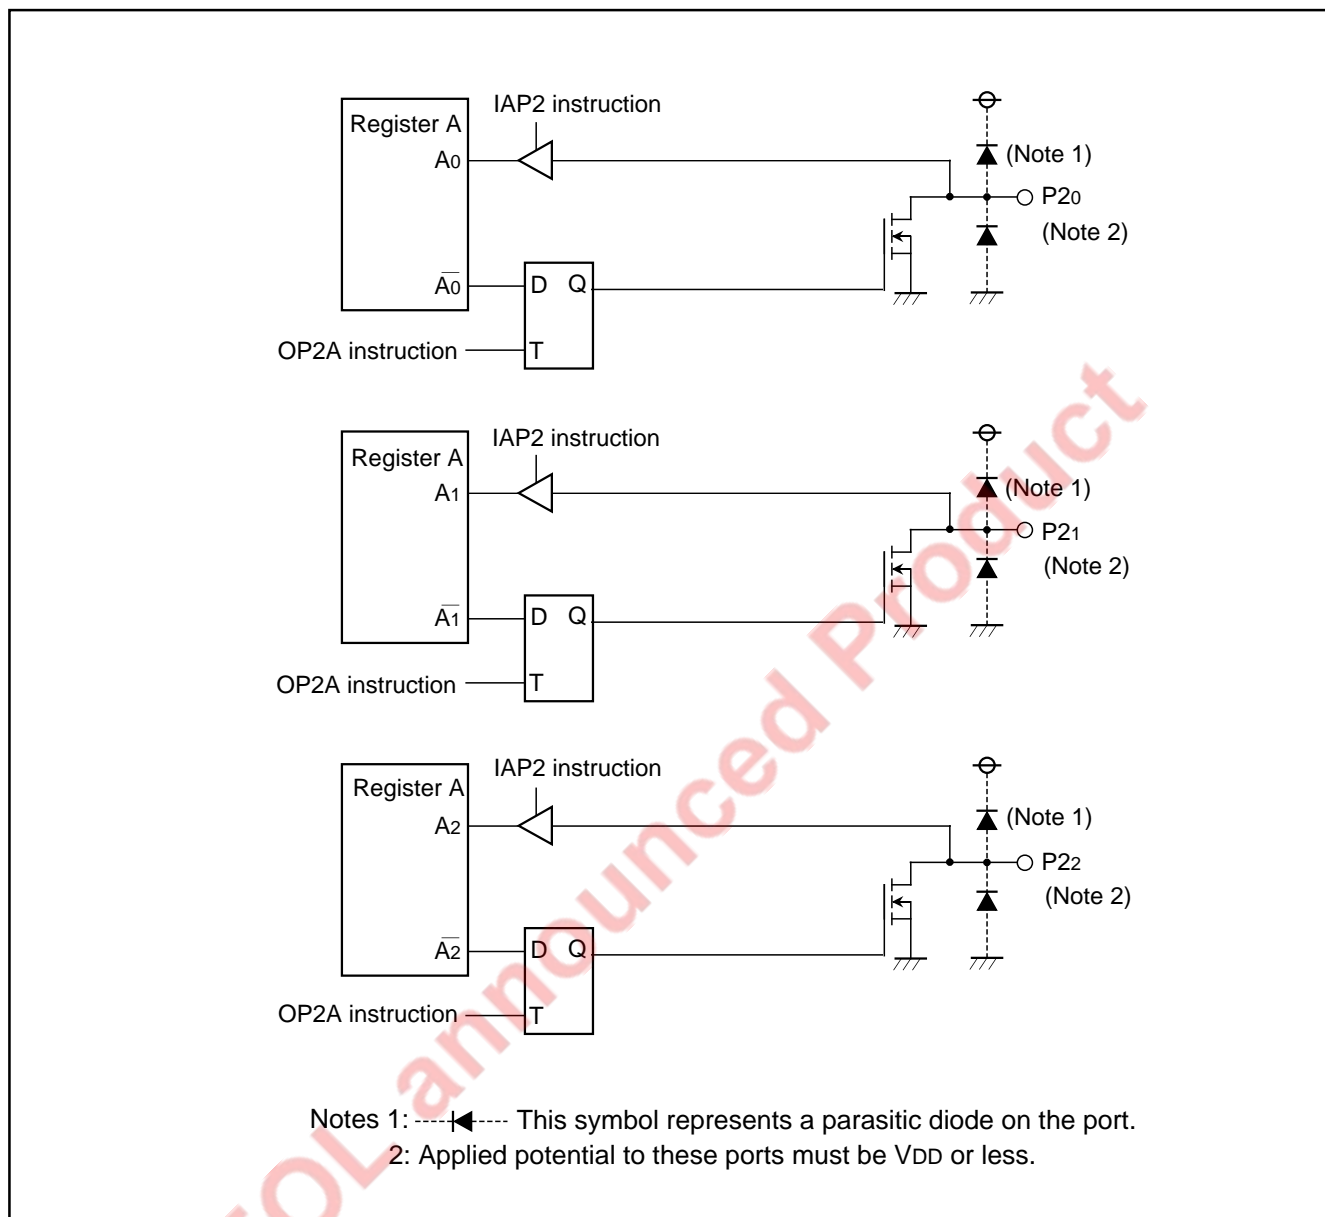 IAP2 instruction
Register A
A0
(Note 1)
P20
(Note 2)
A̅0̅
D Q
OP2A instruction
T
IAP2 instruction
Register A
A1
(Note 1)
P21
(Note 2)
A̅1̅
D Q
OP2A instruction
T
IAP2 instruction
Register A
A2
(Note 1)
P22
(Note 2)
A̅2̅
D Q
OP2A instruction
T
Notes 1: This symbol represents a parasitic diode on the port.
2: Applied potential to these ports must be VDD or less.
EOL announced Product